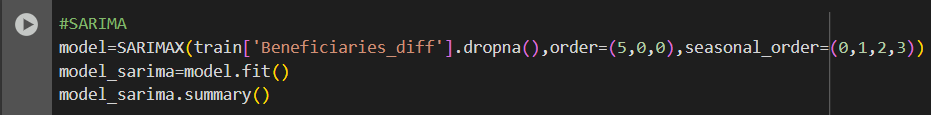 #SARIMA
model=SARIMAX(train['Beneficiaries_diff'].dropna(),order=(5,0,0),seasonal_order=(0,1,2,3))
model_sarima=model.fit()
model_sarima.summary()